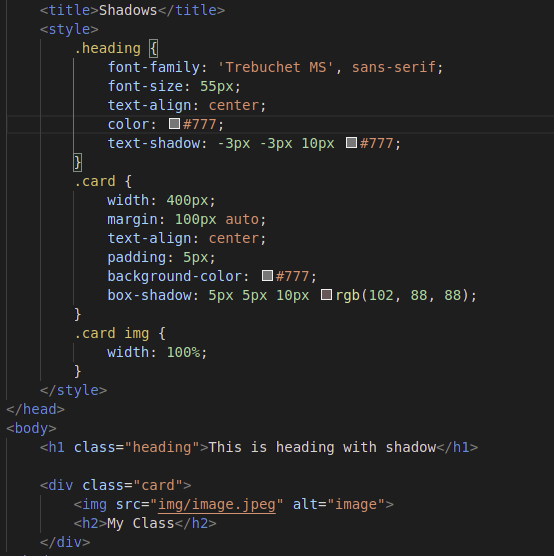 <title>Shadows</title>
<style>
.heading {
font-family: 'Trebuchet MS', sans-serif;
font-size: 55px;
text-align: center;
color: #777;
text-shadow: -3px -3px 10px #777;
}
.card {
width: 400px;
margin: 100px auto;
text-align: center;
padding: 5px;
background-color: #777;
box-shadow: 5px 5px 10px rgb(102, 88, 88);
}
.card img {
width: 100%;
}
</style>
</head>
<body>
<h1 class="heading">This is heading with shadow</h1>
<div class="card">
<img src="img/image.jpeg" alt="image">
<h2>My Class</h2>
</div>